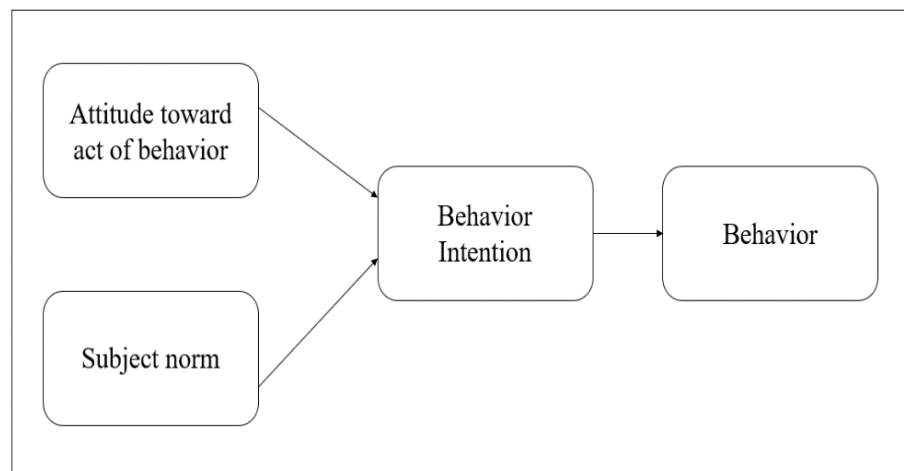 Attitude toward
act of behavior
Behavior
Intention
Behavior
Subject norm